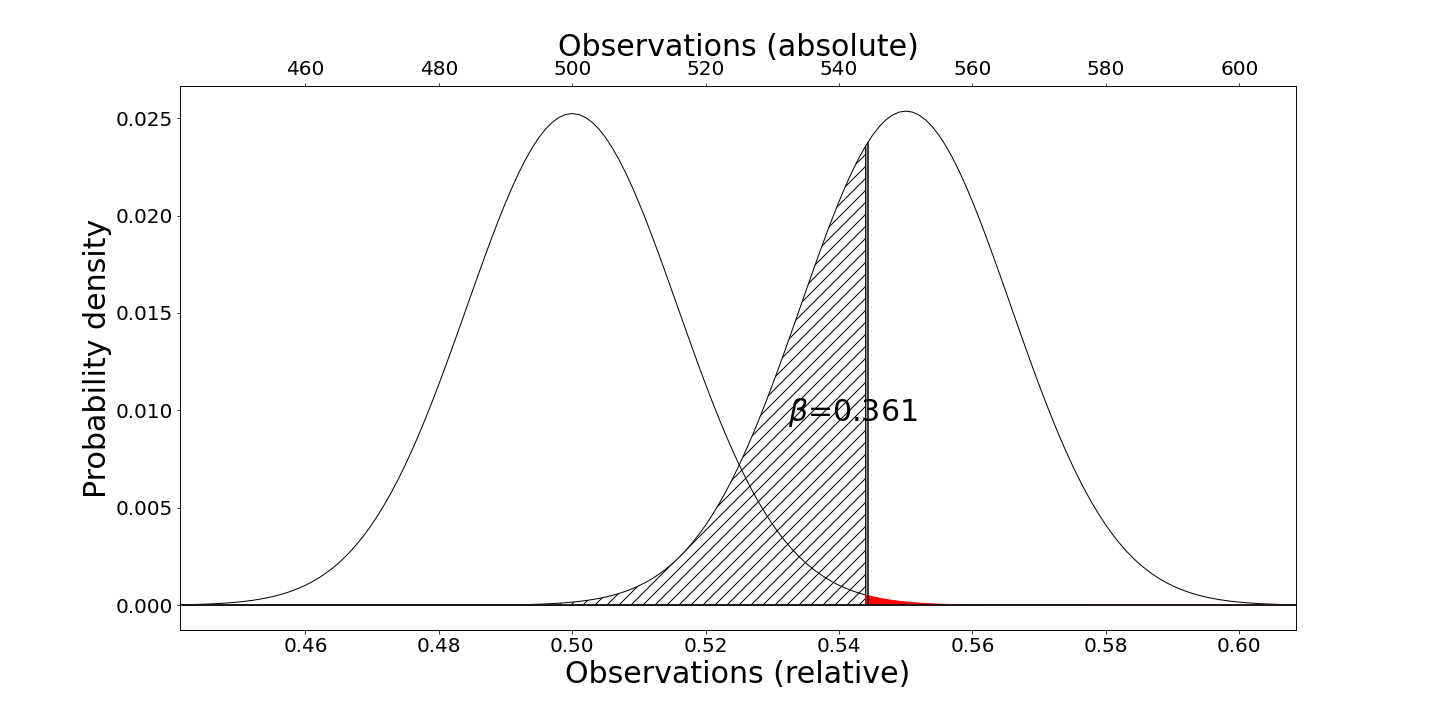 Observations (absolute)
460 480 500 520 540 560 580 600
0.025
0.020
0.015
0.010
0.005
0.000
Probability density
β=0.361
0.46 0.48 0.50 0.52 0.54 0.56 0.58 0.60
Observations (relative)